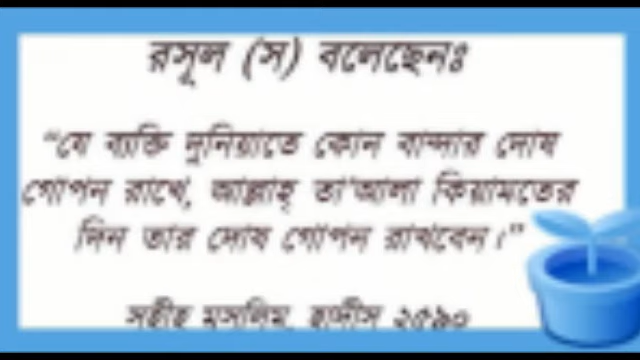 রসূল (স) বলেছেনঃ
“যে ব্যক্তি দুনিয়াতে কোন বান্দার দোষ
গোপন রাখে, আল্লাহ্ তা'আলা কিয়ামতের
দিন তার দোষ গোপন রাখবেন।”
সহীহ মুসলিম, হাদীস ২৫৯০